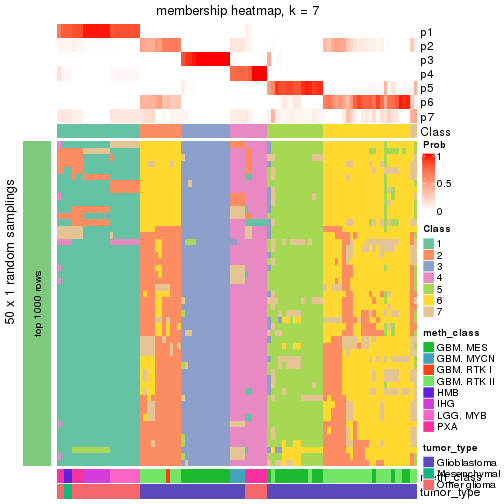 membership heatmap, k = 7
p1
p2
p3
p4
p5
p6
p7
Class
50 x 1 random samplings
top 1000 rows
Prob
1
0.5
0
Class
1
2
3
4
5
6
7
meth_class
GBM. MES
GBM. MYCN
GBM. RTK I
GBM. RTK II
HMB
IHG
LGG. MYB
PXA
tumor_type
Glioblastoma
Mesenchymal
Other glioma
meth_class
tumor_type